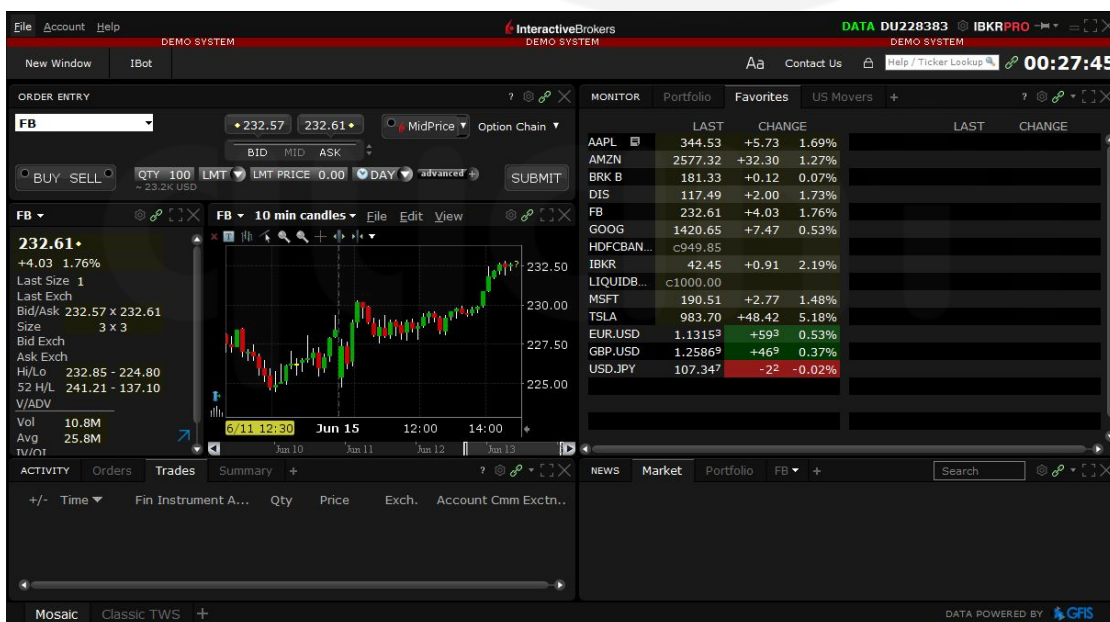 File Account Help InteractiveBrokers DATA DU228383 IBKRPRO
DEMO SYSTEM DEMO SYSTEM DEMO SYSTEM
New Window IBot Aa Contact Us Help / Ticker Lookup 00:27:45
ORDER ENTRY ?
FB 232.57 232.61 MidPrice Option Chain
BID MID ASK
BUY SELL QTY 100 LMT LMT PRICE 0.00 DAY advanced + SUBMIT
~ 23.2K USD
FB
232.61
+4.03 1.76%
Last Size 1
Last Exch
Bid/Ask 232.57 x 232.61
Size 3 x 3
Bid Exch
Ask Exch
Hi/Lo 232.85 - 224.80
52 H/L 241.21 - 137.10
V/ADV
Vol 10.8M
Avg 25.8M
IV/OI
FB 10 min candles File Edit View
232.50
230.00
227.50
225.00
6/11 12:30 Jun 15 12:00 14:00
Jun 10 Jun 11 Jun 12 Jun 13
MONITOR Portfolio Favorites US Movers + ?
LAST CHANGE LAST CHANGE
AAPL 344.53 +5.73 1.69%
AMZN 2577.32 +32.30 1.27%
BRK B 181.33 +0.12 0.07%
DIS 117.49 +2.00 1.73%
FB 232.61 +4.03 1.76%
GOOG 1420.65 +7.47 0.53%
HDFCBAN... c949.85
IBKR 42.45 +0.91 2.19%
LIQUIDB... c1000.00
MSFT 190.51 +2.77 1.48%
TSLA 983.70 +48.42 5.18%
EUR.USD 1.1315³ +59³ 0.53%
GBP.USD 1.2586⁹ +46⁹ 0.37%
USD.JPY 107.34⁷ -2² -0.02%
ACTIVITY Orders Trades Summary + ?
+/- Time Fin Instrument A... Qty Price Exch. Account Cmm Exctn..
NEWS Market Portfolio FB + Search
Mosaic Classic TWS + DATA POWERED BY GFIS